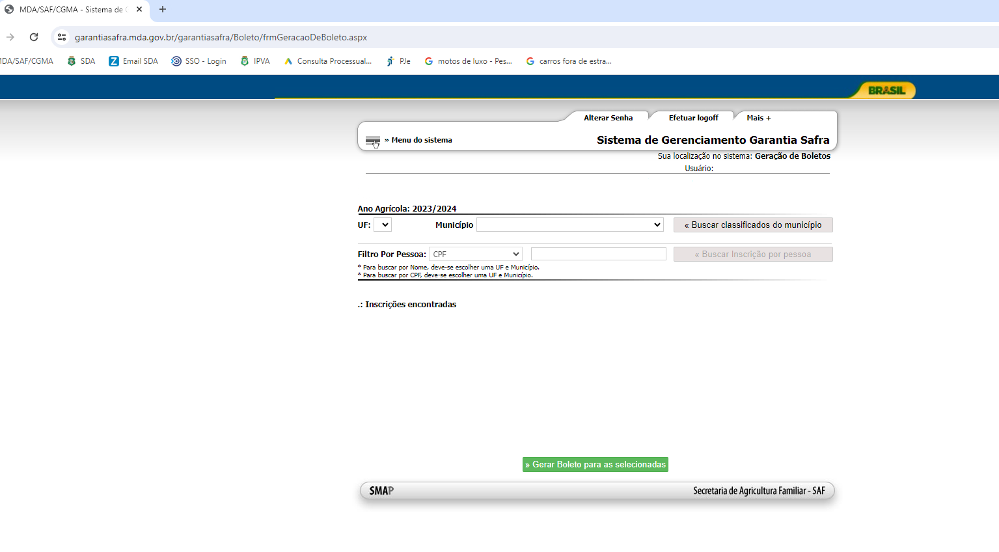 MDA/SAF/CGMA - Sistema de
garantiasafra.mda.gov.br/garantiasafra/Boleto/frmGeracaoDeBoleto.aspx
MDA/SAF/CGMA SDA Email SDA SSO - Login IPVA Consulta Processual... PJe motos de luxo - Pes... carros fora de estra...
BRASIL
Alterar Senha Efetuar logoff Mais +
» Menu do sistema Sistema de Gerenciamento Garantia Safra
Sua localização no sistema: Geração de Boletos
Usuário:
Ano Agrícola: 2023/2024
UF: Município « Buscar classificados do município
Filtro Por Pessoa: CPF « Buscar Inscrição por pessoa
* Para buscar por Nome, deve-se escolher uma UF e Município.
* Para buscar por CPF, deve-se escolher uma UF e Município.
.: Inscrições encontradas
» Gerar Boleto para as selecionadas
SMAP Secretaria de Agricultura Familiar - SAF